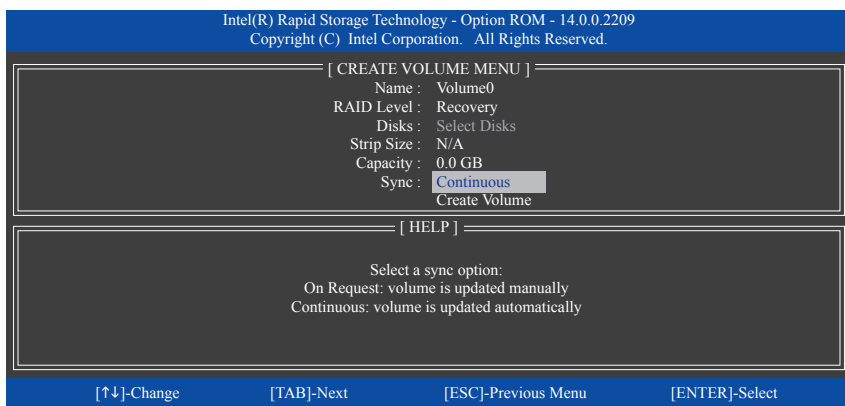 Intel(R) Rapid Storage Technology - Option ROM - 14.0.0.2209
Copyright (C) Intel Corporation. All Rights Reserved.
[ CREATE VOLUME MENU ]
Name : Volume0
RAID Level : Recovery
Disks : Select Disks
Strip Size : N/A
Capacity : 0.0 GB
Sync : Continuous
Create Volume
[ HELP ]
Select a sync option:
On Request: volume is updated manually
Continuous: volume is updated automatically
[↑↓]-Change [TAB]-Next [ESC]-Previous Menu [ENTER]-Select